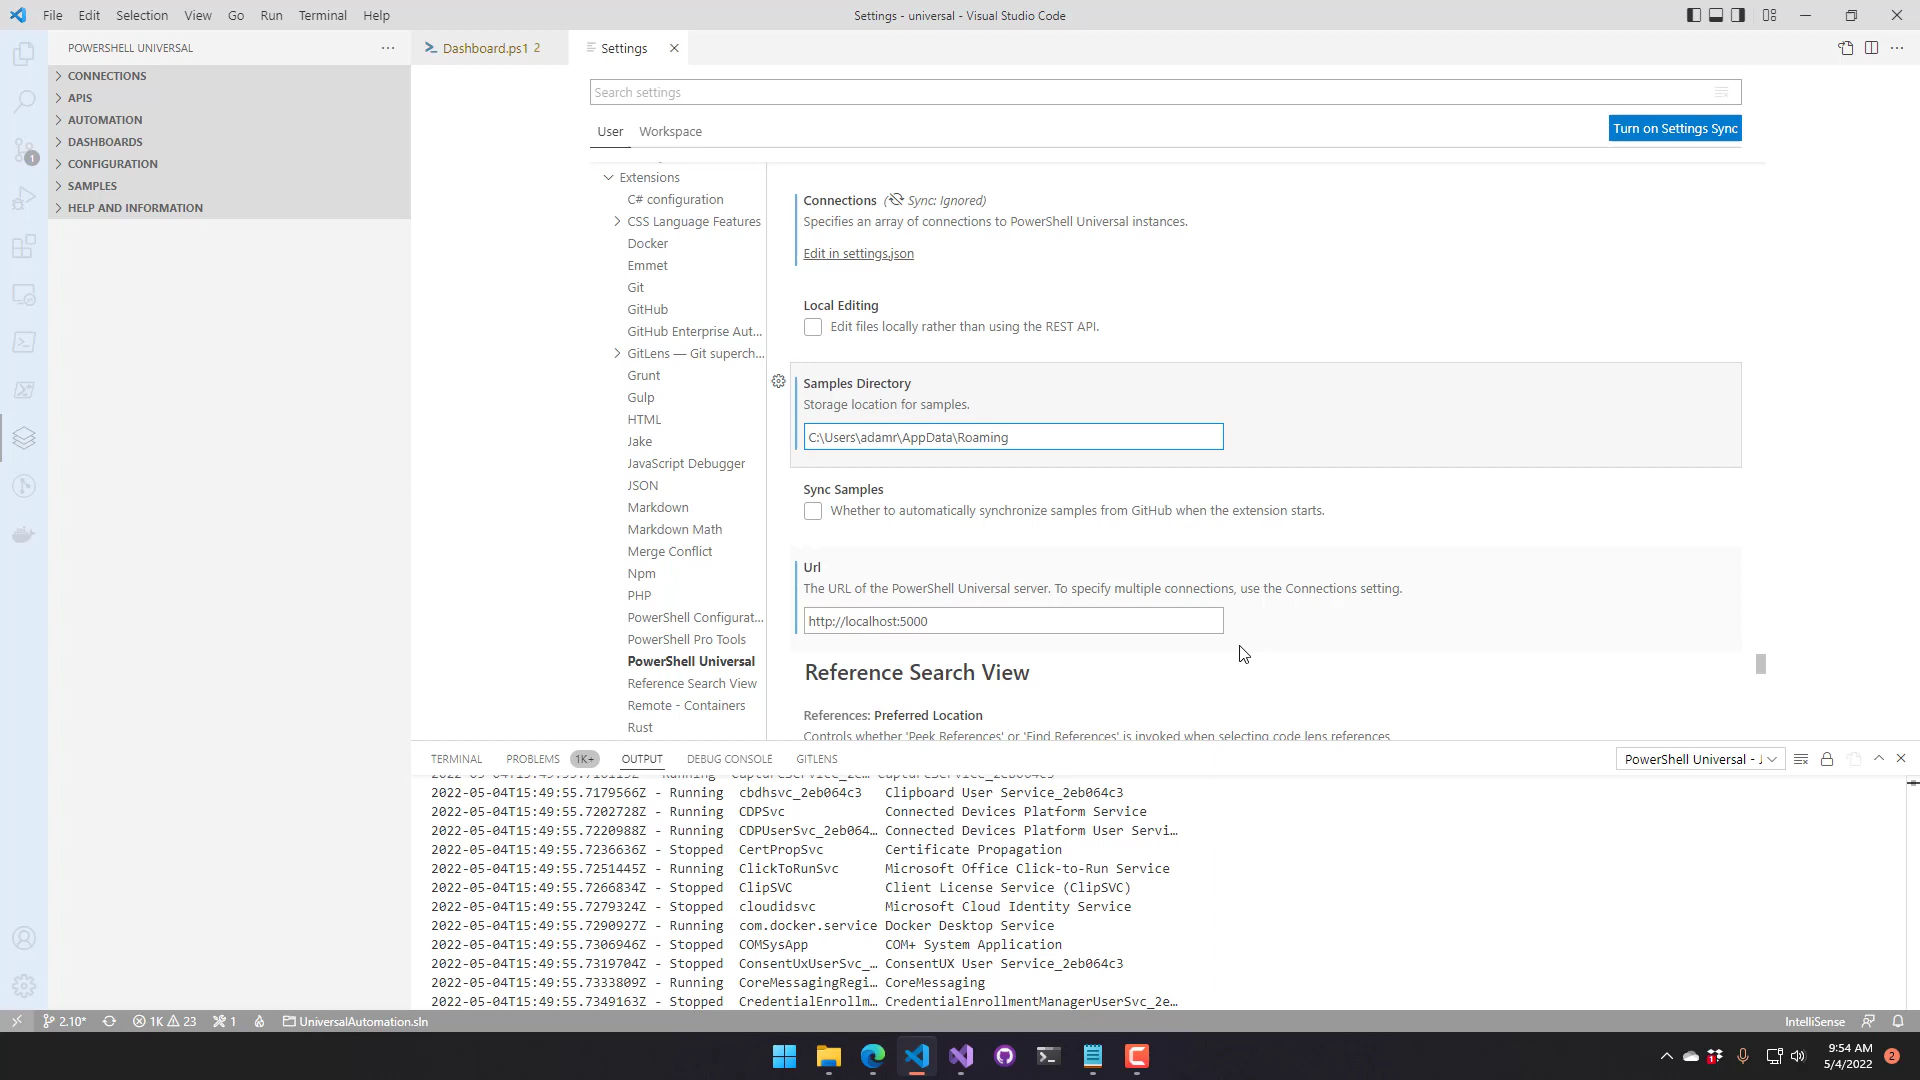 File Edit Selection View Go Run Terminal Help
Settings - universal - Visual Studio Code
POWERSHELL UNIVERSAL
Dashboard.ps1 2
Settings
CONNECTIONS
APIS
AUTOMATION
DASHBOARDS
CONFIGURATION
SAMPLES
HELP AND INFORMATION
1
Search settings
User Workspace
Turn on Settings Sync
Extensions
C# configuration
CSS Language Features
Docker
Emmet
Git
GitHub
GitHub Enterprise Aut...
GitLens — Git superch...
Grunt
Gulp
HTML
Jake
JavaScript Debugger
JSON
Markdown
Markdown Math
Merge Conflict
Npm
PHP
PowerShell Configurat...
PowerShell Pro Tools
PowerShell Universal
Reference Search View
Remote - Containers
Rust
Connections (Sync: Ignored)
Specifies an array of connections to PowerShell Universal instances.
Edit in settings.json
Local Editing
Edit files locally rather than using the REST API.
Samples Directory
Storage location for samples.
C:\Users\adamr\AppData\Roaming
Sync Samples
Whether to automatically synchronize samples from GitHub when the extension starts.
Url
The URL of the PowerShell Universal server. To specify multiple connections, use the Connections setting.
http://localhost:5000
Reference Search View
References: Preferred Location
Controls whether 'Peek References' or 'Find References' is invoked when selecting code lens references
TERMINAL PROBLEMS 1K+ OUTPUT DEBUG CONSOLE GITLENS
PowerShell Universal - J
2022-05-04T15:49:55.7179566Z - Running cbdhsvc_2eb064c3 Clipboard User Service_2eb064c3
2022-05-04T15:49:55.7202728Z - Running CDPSvc Connected Devices Platform Service
2022-05-04T15:49:55.7220988Z - Running CDPUserSvc_2eb064… Connected Devices Platform User Servi…
2022-05-04T15:49:55.7236636Z - Stopped CertPropSvc Certificate Propagation
2022-05-04T15:49:55.7251445Z - Running ClickToRunSvc Microsoft Office Click-to-Run Service
2022-05-04T15:49:55.7266834Z - Stopped ClipSVC Client License Service (ClipSVC)
2022-05-04T15:49:55.7279324Z - Stopped cloudidsvc Microsoft Cloud Identity Service
2022-05-04T15:49:55.7290927Z - Running com.docker.service Docker Desktop Service
2022-05-04T15:49:55.7306946Z - Stopped COMSysApp COM+ System Application
2022-05-04T15:49:55.7319704Z - Stopped ConsentUxUserSvc_… ConsentUX User Service_2eb064c3
2022-05-04T15:49:55.7333809Z - Running CoreMessagingRegi… CoreMessaging
2022-05-04T15:49:55.7349163Z - Stopped CredentialEnrollm… CredentialEnrollmentManagerUserSvc_2e…
2.10* 1K 23 1 UniversalAutomation.sln
IntelliSense
9:54 AM
5/4/2022
2